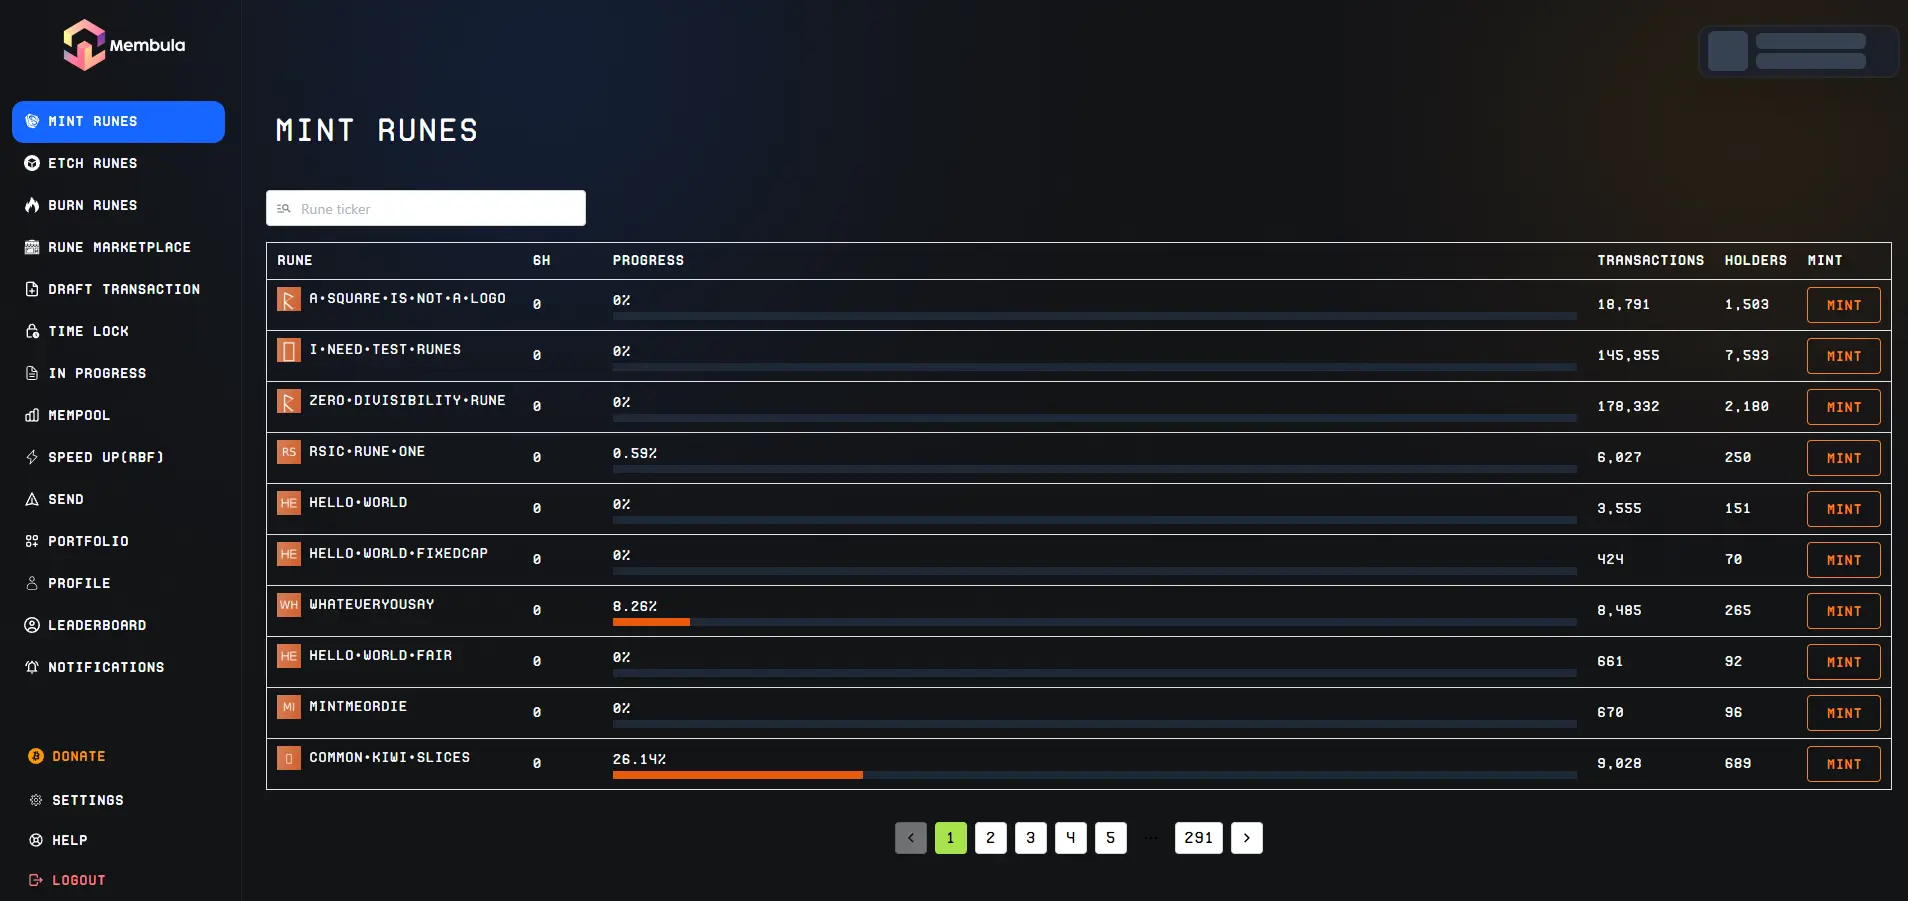 Membula
MINT RUNES
ETCH RUNES
BURN RUNES
RUNE MARKETPLACE
DRAFT TRANSACTION
TIME LOCK
IN PROGRESS
MEMPOOL
SPEED UP(RBF)
SEND
PORTFOLIO
PROFILE
LEADERBOARD
NOTIFICATIONS
DONATE
SETTINGS
HELP
LOGOUT
MINT RUNES
Rune ticker
RUNE 6H PROGRESS TRANSACTIONS HOLDERS MINT
A•SQUARE•IS•NOT•A•LOGO 0 0% 18,791 1,503 MINT
I•NEED•TEST•RUNES 0 0% 145,955 7,593 MINT
ZERO•DIVISIBILITY•RUNE 0 0% 178,332 2,180 MINT
RS RSIC•RUNE•ONE 0 0.59% 6,027 250 MINT
HE HELLO•WORLD 0 0% 3,555 151 MINT
HE HELLO•WORLD•FIXEDCAP 0 0% 424 70 MINT
WH WHATEVERYOUSAY 0 8.26% 8,485 265 MINT
HE HELLO•WORLD•FAIR 0 0% 661 92 MINT
MI MINTMEORDIE 0 0% 670 96 MINT
COMMON•KIWI•SLICES 0 26.14% 9,028 689 MINT
< 1 2 3 4 5 ··· 291 >